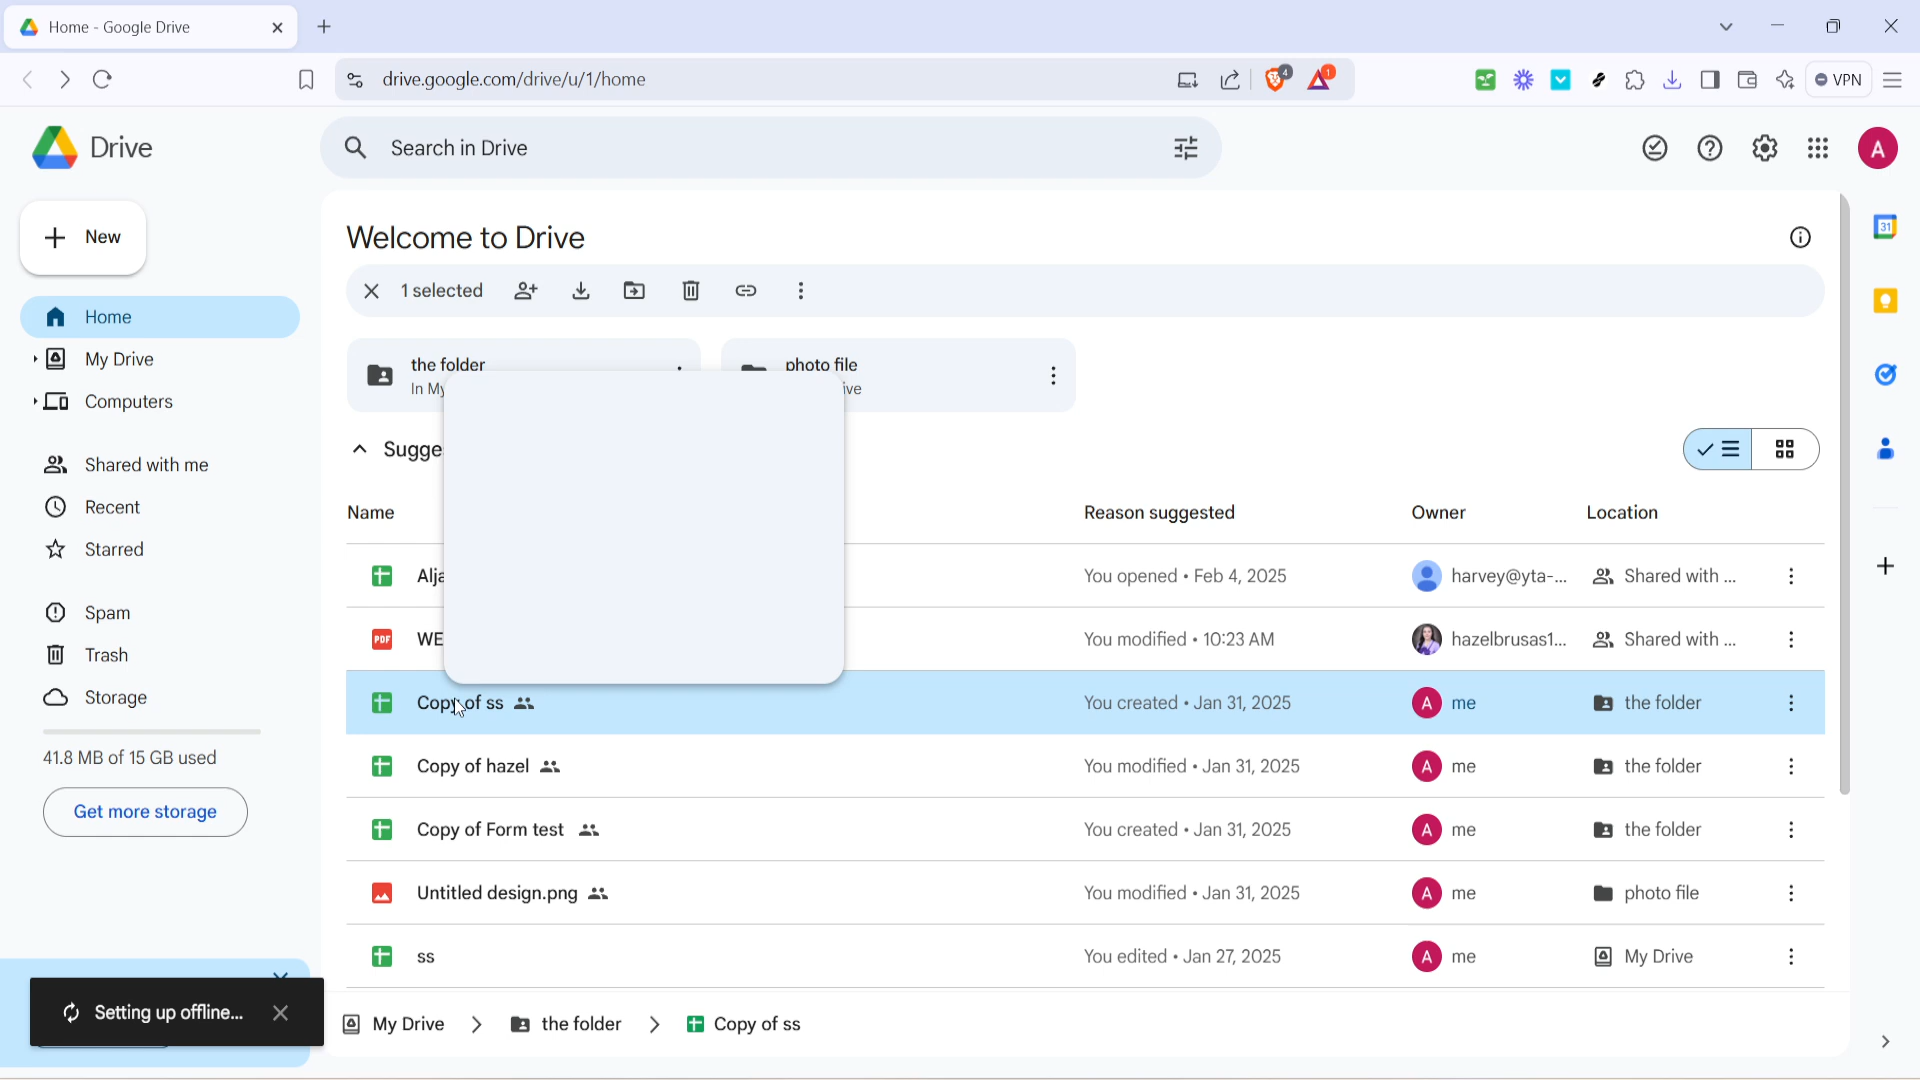 Home - Google Drive
drive.google.com/drive/u/1/home
4
1
VPN
Drive
Search in Drive
A
New
Welcome to Drive
31
1 selected
Home
My Drive
Computers
Shared with me
Recent
Starred
Spam
Trash
Storage
41.8 MB of 15 GB used
Get more storage
the folder
In My
photo file
ive
Sugge
Name
Reason suggested
Owner
Location
Alja
You opened • Feb 4, 2025
harvey@yta-...
Shared with ...
PDF
WE
You modified • 10:23 AM
hazelbrusas1...
Shared with ...
Copy of ss
You created • Jan 31, 2025
A
me
the folder
Copy of hazel
You modified • Jan 31, 2025
A
me
the folder
Copy of Form test
You created • Jan 31, 2025
A
me
the folder
Untitled design.png
You modified • Jan 31, 2025
A
me
photo file
ss
You edited • Jan 27, 2025
A
me
My Drive
Setting up offline...
My Drive
the folder
Copy of ss